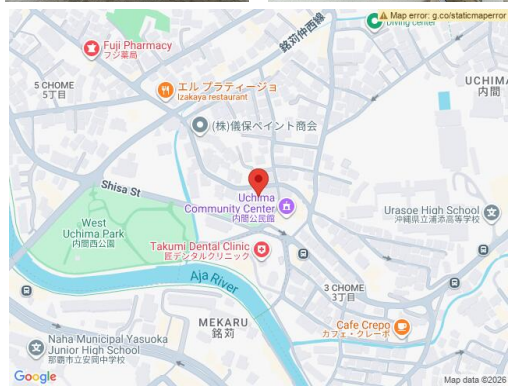 Map error: g.co/staticmaperror
Diving center
銘苅仲西線
Fuji Pharmacy
フジ薬局
UCHIMA
内間
5 CHOME
5丁目
エル プラティージョ
Izakaya restaurant
(株)儀保ペイント商会
Shisa St
Uchima
Community Center
内間公民館
Urasoe High School
沖縄県立浦添高等学校
West
Uchima Park
内間西公園
Takumi Dental Clinic
匠デンタルクリニック
Aja River
3 CHOME
3丁目
MEKARU
銘苅
Cafe Crepo
カフェ・クレーポ
Naha Municipal Yasuoka
Junior High School
那覇市立安岡中学校
Google
Map data ©2026